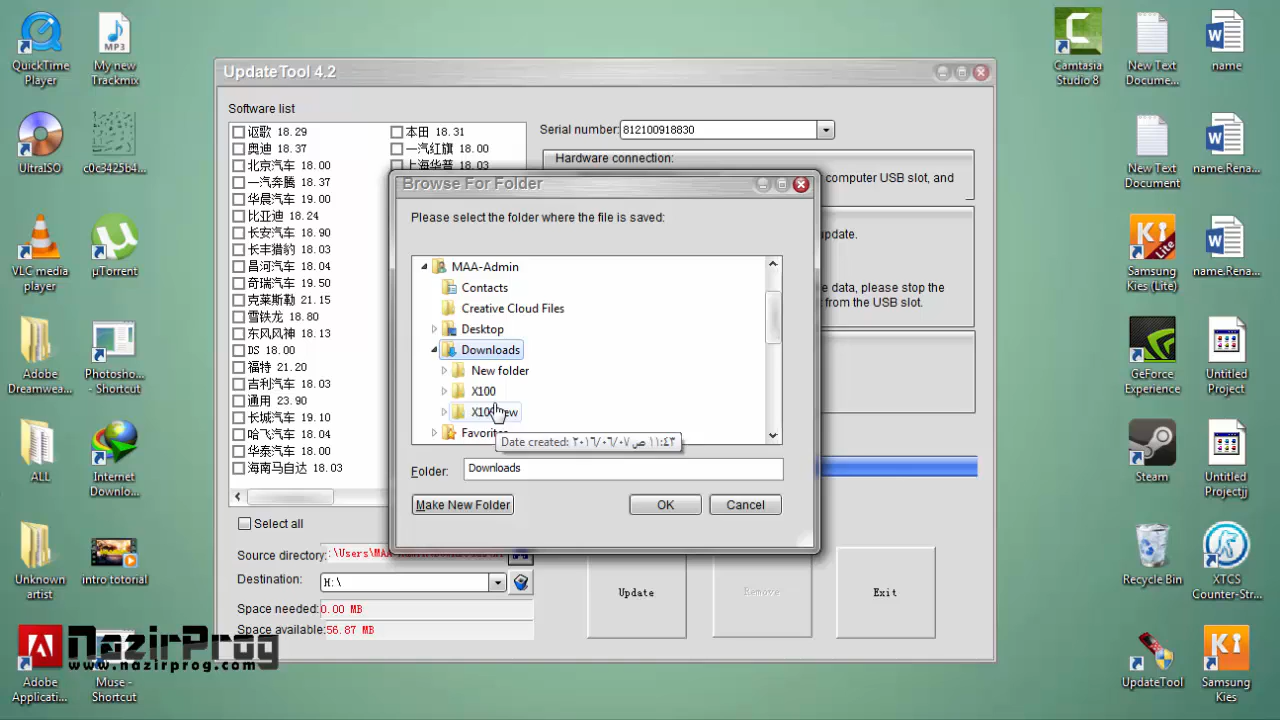 QuickTime
Player
My new
Trackmix
MP3
UltraISO
c0c3425b4...
VLC media
player
µTorrent
Adobe
Dreamwea...
Photosho...
- Shortcut
ALL
Internet
Downloa...
Unknown
artist
intro totorial
Adobe
Applicati...
Muse -
Shortcut
NazirProg
www.nazirprog.com
UpdateTool 4.2
Software list
讴歌 18.29
奥迪 18.37
北京汽车 18.00
一汽奔腾 18.37
华晨汽车 19.00
比亚迪 18.24
长安汽车 18.90
长丰猎豹 18.03
昌河汽车 18.04
奇瑞汽车 19.50
克莱斯勒 21.15
雪铁龙 18.80
东风风神 18.13
DS 18.00
福特 21.20
吉利汽车 18.03
通用 23.90
长城汽车 19.10
哈飞汽车 18.04
海南马自达 18.03
本田 18.31
一汽红旗 18.00
上海华普 18.03
Select all
Source directory:
Destination: H:\
Space needed: 0.00 MB
Space available: 56.87 MB
Serial number: 812100918830
Hardware connection:
computer USB slot, and
update.
e data, please stop the
from the USB slot.
Update
Remove
Exit
Browse For Folder
Please select the folder where the file is saved:
MAA-Admin
Contacts
Creative Cloud Files
Desktop
Downloads
New folder
X100
Date created: ٢٠١٦/٠٦/٠٧ ص ١١:٤٢
Folder: Downloads
Make New Folder
OK
Cancel
Camtasia
Studio 8
New Text
Docume...
name
New Text
Document
name.Rena...
Samsung
Kies (Lite)
name.Rena...
GeForce
Experience
Untitled
Project
Steam
Untitled
Projectjj
Recycle Bin
XTCS
Counter-Str...
UpdateTool
Samsung
Kies